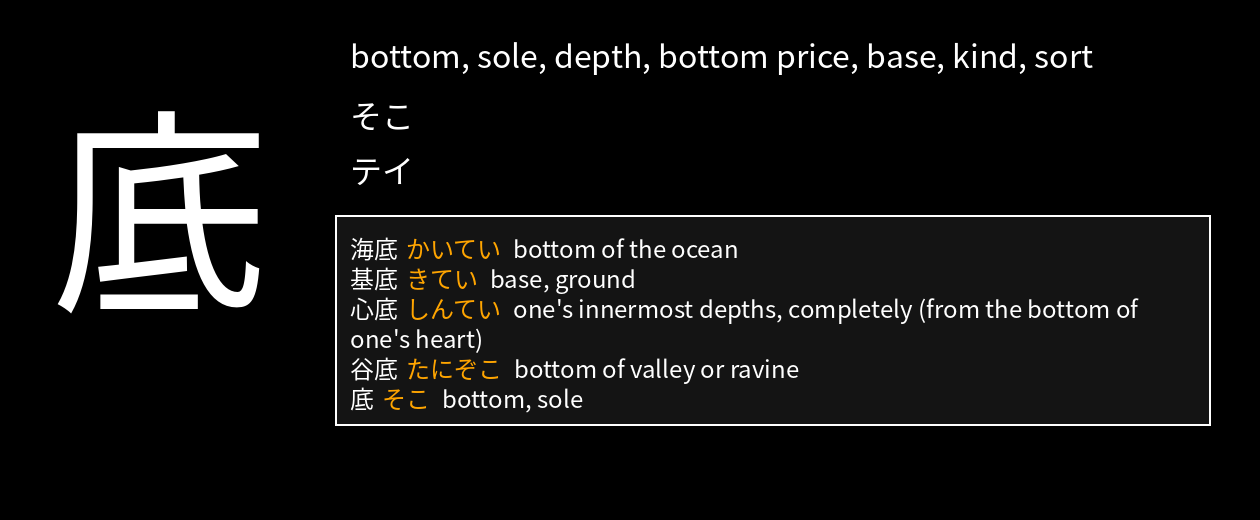 底
bottom, sole, depth, bottom price, base, kind, sort
そこ
テイ
海底 かいてい bottom of the ocean
基底 きてい base, ground
心底 しんてい one's innermost depths, completely (from the bottom of
one's heart)
谷底 たにぞこ bottom of valley or ravine
底 そこ bottom, sole